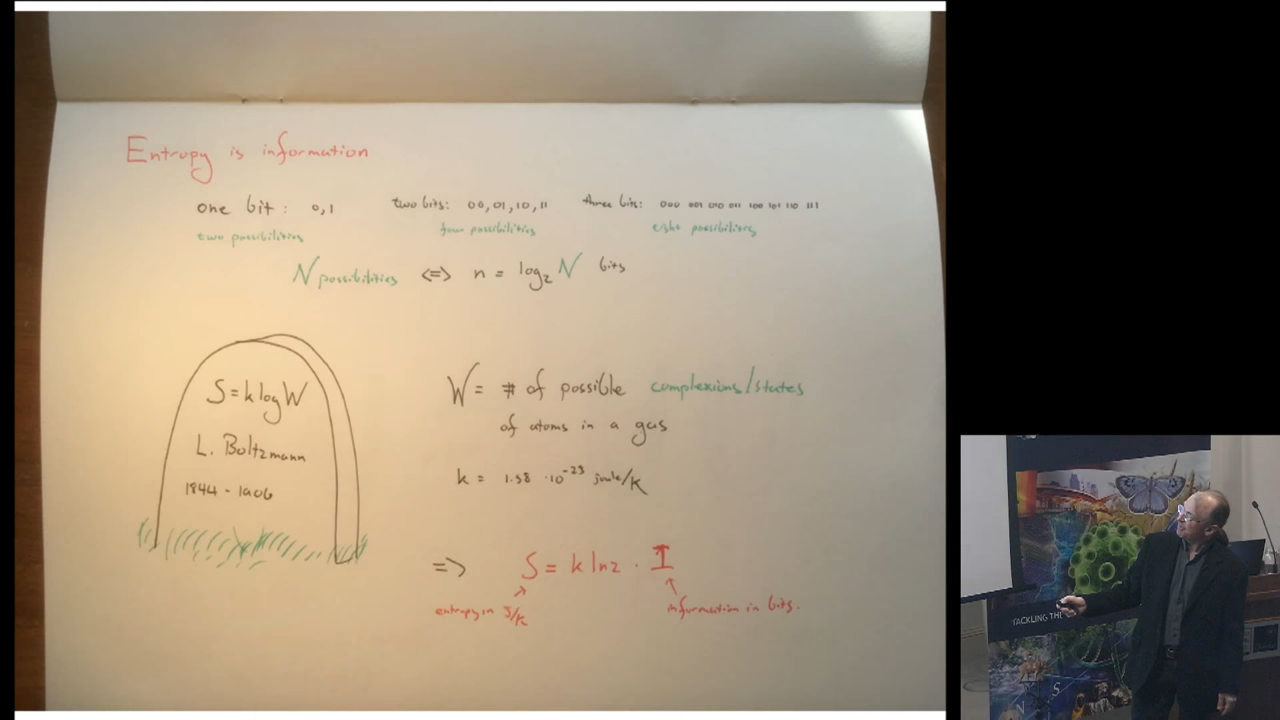 Entropy is information
one bit: 0,1
two bits: 00,01,10,11
three bits: 000 001 010 011 100 101 110 111
two possibilities
four possibilities
eight possibilities
N possibilities <=> n = log₂ N bits
S=k log W
L. Boltzmann
1844 - 1906
W = # of possible complexions/states
of atoms in a gas
k = 1.38 · 10⁻²³ joule/K
=> S = k ln2 · I
entropy in J/K
information in bits.
TACKLING THE
N S